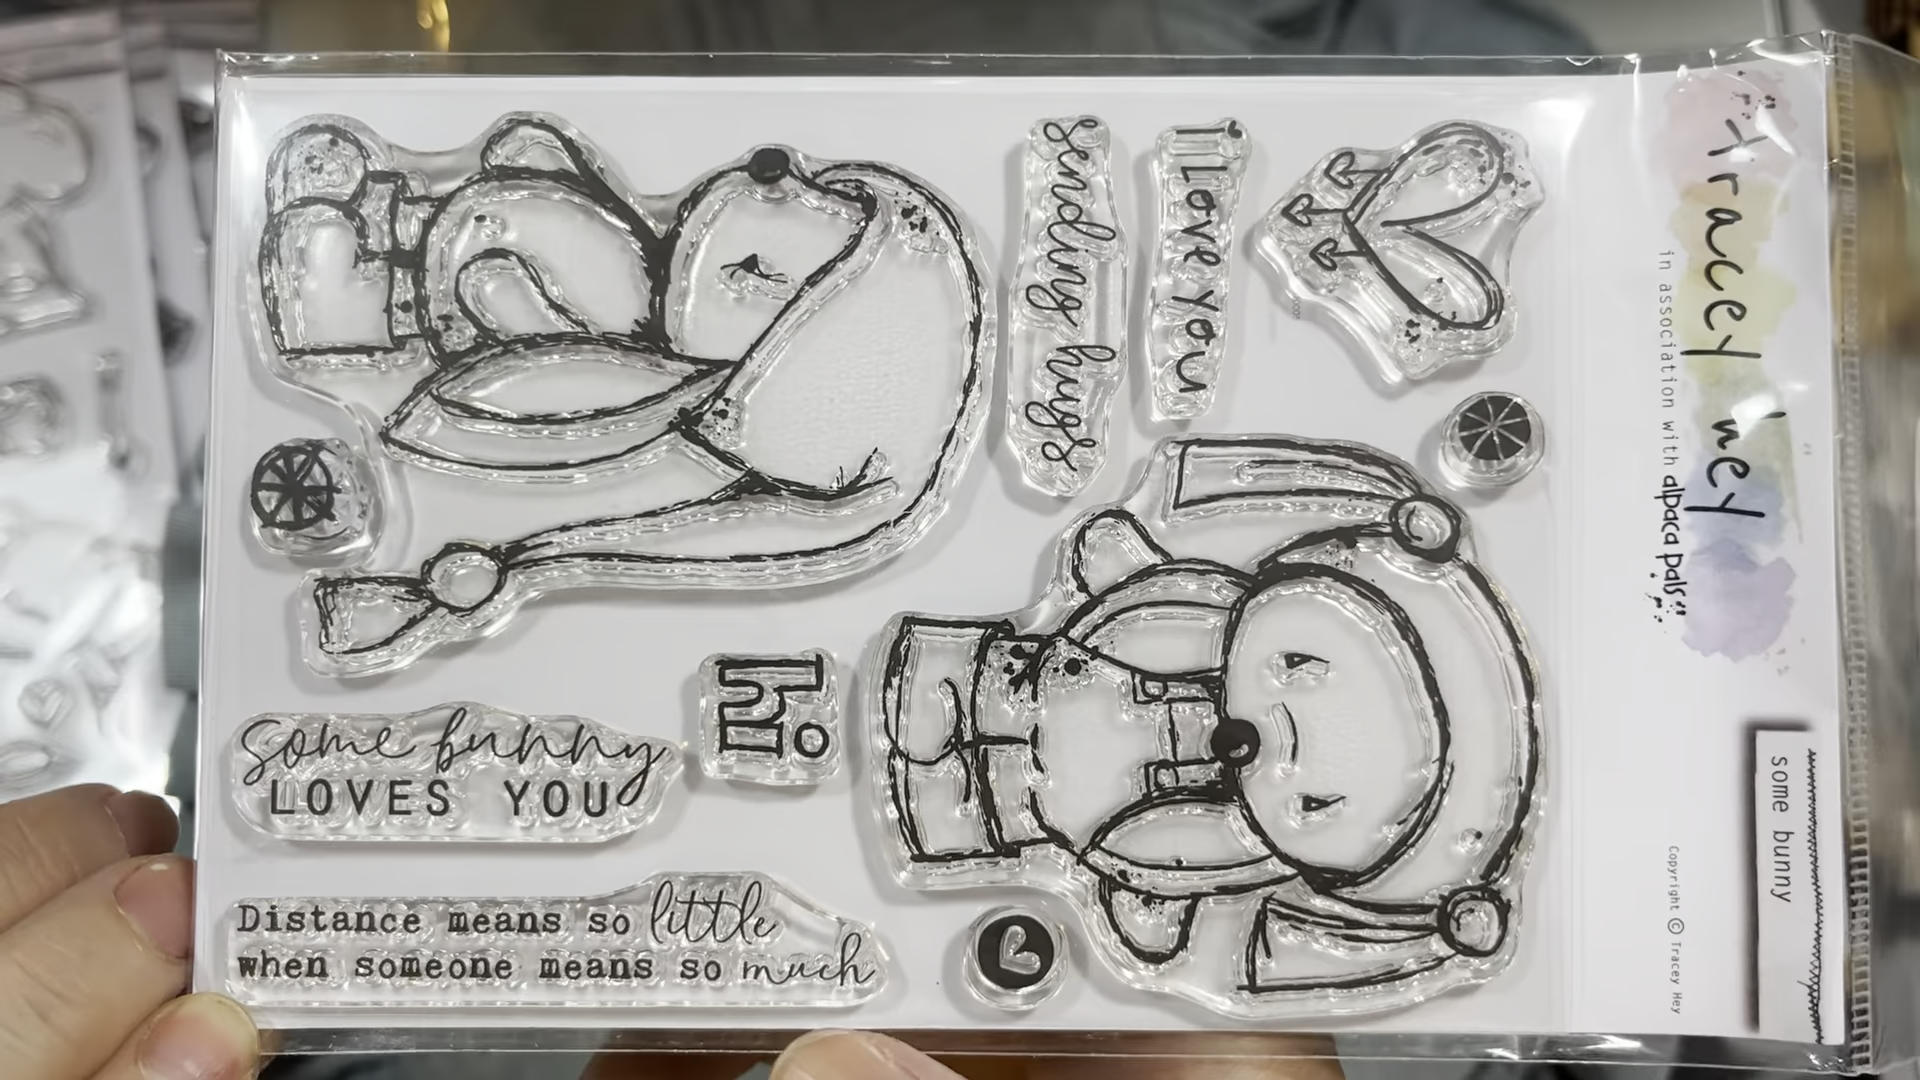 tracey hey
in association with alpaca pals
some bunny
Copyright © Tracey Hey
I Love you
sending hugs
hi
some bunny
LOVES YOU
Distance means so little
when someone means so much